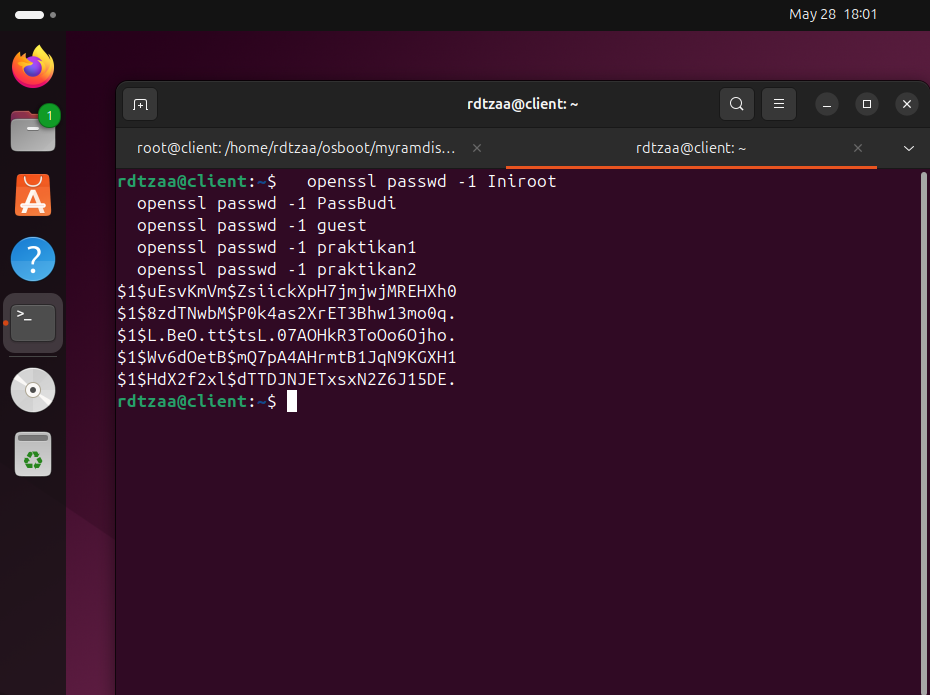 May 28 18:01
1
rdtzaa@client: ~
root@client: /home/rdtzaa/osboot/myramdis...
rdtzaa@client: ~
rdtzaa@client:~$   openssl passwd -1 Iniroot
  openssl passwd -1 PassBudi
  openssl passwd -1 guest
  openssl passwd -1 praktikan1
  openssl passwd -1 praktikan2
$1$uEsvKmVm$ZsiickXpH7jmjwjMREHXh0
$1$8zdTNwbM$P0k4as2XrET3Bhw13mo0q.
$1$L.BeO.tt$tsL.07AOHkR3ToOo6Ojho.
$1$Wv6dOetB$mQ7pA4AHrmtB1JqN9KGXH1
$1$HdX2f2xl$dTTDJNJETxsxN2Z6J15DE.
rdtzaa@client:~$